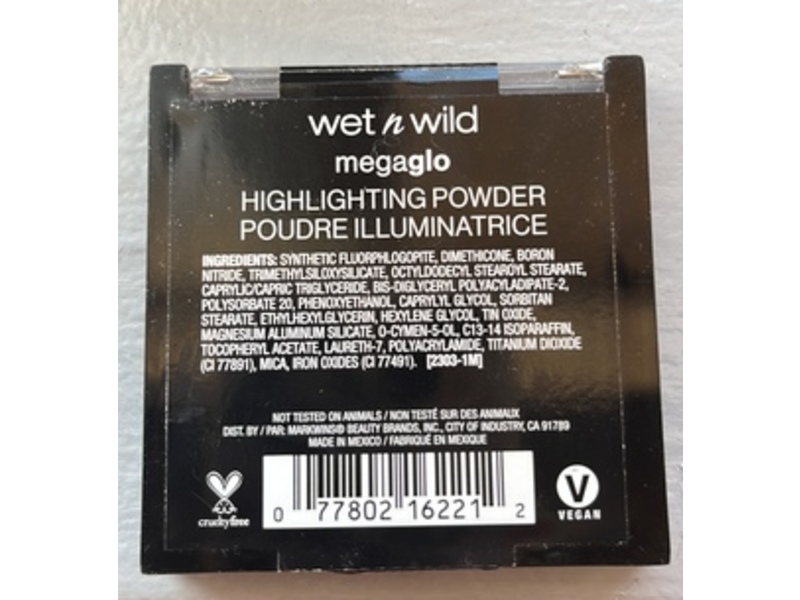 wet n wild
megaglo
HIGHLIGHTING POWDER
POUDRE ILLUMINATRICE
INGREDIENTS: SYNTHETIC FLUORPHLOGOPITE, DIMETHICONE, BORON
NITRIDE, TRIMETHYLSILOXYSILICATE, OCTYLDODECYL STEAROYL STEARATE,
CAPRYLIC/CAPRIC TRIGLYCERIDE, BIS-DIGLYCERYL POLYACYLADIPATE-2,
POLYSORBATE 20, PHENOXYETHANOL, CAPRYLYL GLYCOL, SORBITAN
STEARATE, ETHYLHEXYLGLYCERIN, HEXYLENE GLYCOL, TIN OXIDE,
MAGNESIUM ALUMINUM SILICATE, O-CYMEN-5-OL, C13-14 ISOPARAFFIN,
TOCOPHERYL ACETATE, LAURETH-7, POLYACRYLAMIDE, TITANIUM DIOXIDE
(CI 77891), MICA, IRON OXIDES (CI 77491). [2303-1M]
NOT TESTED ON ANIMALS / NON TESTÉ SUR DES ANIMAUX
DIST. BY / PAR: MARKWINS® BEAUTY BRANDS, INC., CITY OF INDUSTRY, CA 91789
MADE IN MEXICO / FABRIQUÉ EN MEXIQUE
crueltyfree
0 77802 16221 2
V
VEGAN